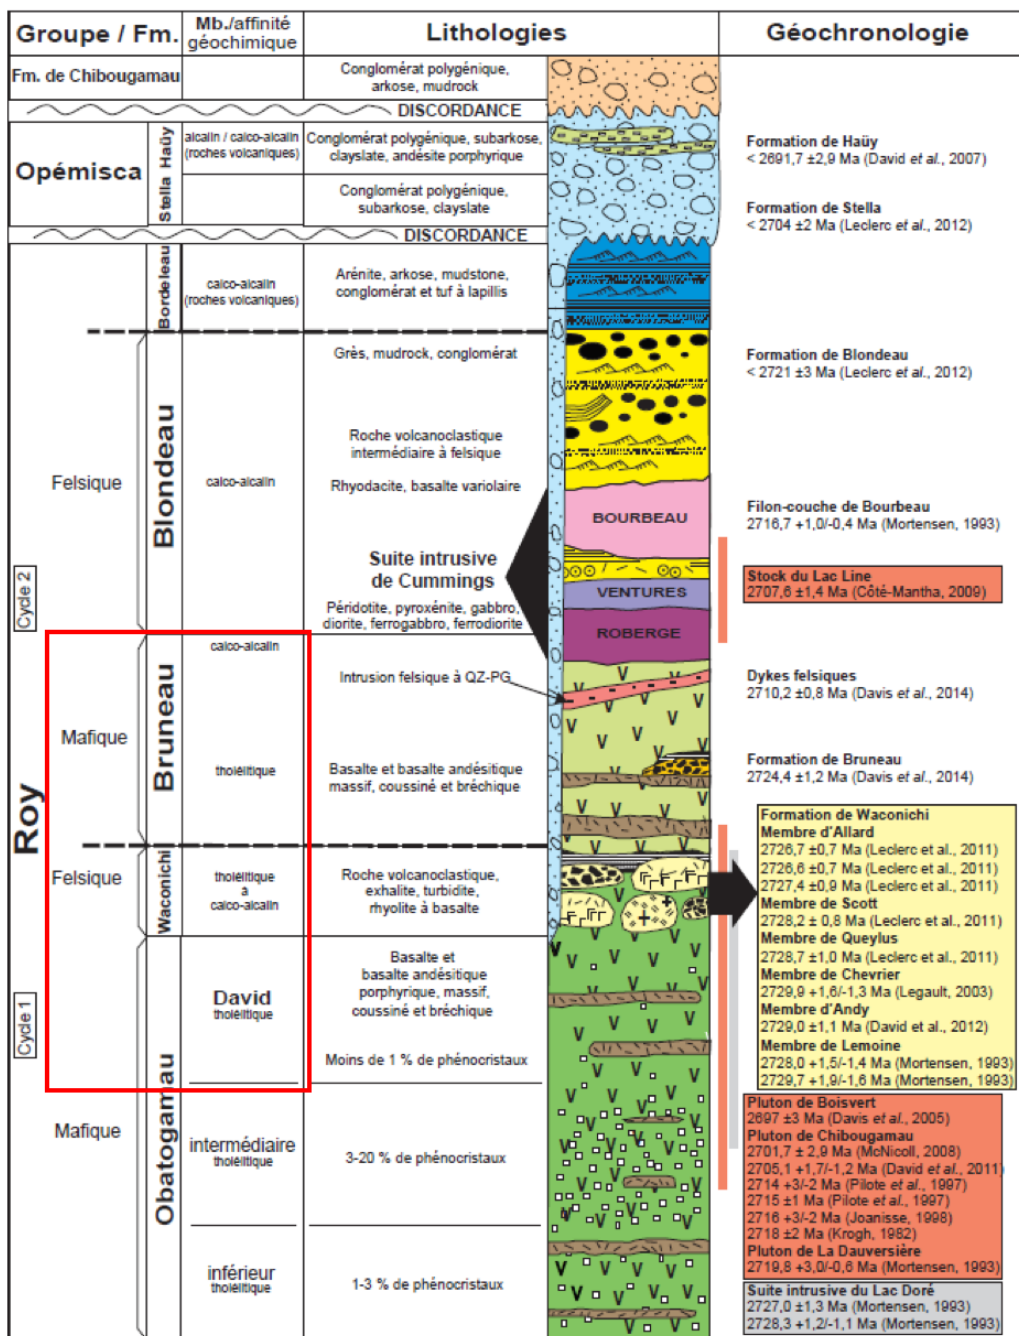 Groupe / Fm.
Mb./affinité
géochimique
Lithologies
Géochronologie
Fm. de Chibougamau
Conglomérat polygénique,
arkose, mudrock
DISCORDANCE
Opémisca
Stella Haüy
alcalin / calco-alcalin
(roches volcaniques)
Conglomérat polygénique, subarkose,
clayslate, andésite porphyrique
Conglomérat polygénique,
subarkose, clayslate
Formation de Haüy
< 2691,7 ±2,9 Ma (David et al., 2007)
Formation de Stella
< 2704 ±2 Ma (Leclerc et al., 2012)
DISCORDANCE
Roy
Cycle 2
Cycle 1
Bordeleau
calco-alcalin
(roches volcaniques)
Arénite, arkose, mudstone,
conglomérat et tuf à lapillis
Felsique
Blondeau
calco-alcalin
Grès, mudrock, conglomérat
Roche volcanoclastique
intermédiaire à felsique
Rhyodacite, basalte variolaire
Suite intrusive
de Cummings
Péridotite, pyroxénite, gabbro,
diorite, ferrogabbro, ferrodiorite
BOURBEAU
VENTURES
ROBERGE
Formation de Blondeau
< 2721 ±3 Ma (Leclerc et al., 2012)
Filon-couche de Bourbeau
2716,7 +1,0/-0,4 Ma (Mortensen, 1993)
Stock du Lac Line
2707,6 ±1,4 Ma (Côté-Mantha, 2009)
Mafique
Bruneau
calco-alcalin
tholéiitique
Intrusion felsique à QZ-PG
Basalte et basalte andésitique
massif, coussiné et bréchique
Dykes felsiques
2710,2 ±0,8 Ma (Davis et al., 2014)
Formation de Bruneau
2724,4 ±1,2 Ma (Davis et al., 2014)
Felsique
Waconichi
tholéiitique
à
calco-alcalin
Roche volcanoclastique,
exhalite, turbidite,
rhyolite à basalte
Formation de Waconichi
Membre d'Allard
2726,7 ±0,7 Ma (Leclerc et al., 2011)
2726,6 ±0,7 Ma (Leclerc et al., 2011)
2727,4 ±0,9 Ma (Leclerc et al., 2011)
Membre de Scott
2728,2 ± 0,8 Ma (Leclerc et al., 2011)
Membre de Queylus
2728,7 ±1,0 Ma (Leclerc et al., 2011)
Membre de Chevrier
2729,9 +1,6/-1,3 Ma (Legault, 2003)
Membre d'Andy
2729,0 ±1,1 Ma (David et al., 2012)
Membre de Lemoine
2728,0 +1,5/-1,4 Ma (Mortensen, 1993)
2729,7 +1,9/-1,6 Ma (Mortensen, 1993)
Mafique
Obatogamau
David
tholéiitique
Basalte et
basalte andésitique
porphyrique, massif,
coussiné et bréchique
Moins de 1 % de phénocristaux
intermédiaire
tholéiitique
3-20 % de phénocristaux
inférieur
tholéiitique
1-3 % de phénocristaux
Pluton de Boisvert
2697 ±3 Ma (Davis et al., 2005)
Pluton de Chibougamau
2701,7 ± 2,9 Ma (McNicoll, 2008)
2705,1 +1,7/-1,2 Ma (David et al., 2011)
2714 +3/-2 Ma (Pilote et al., 1997)
2715 ±1 Ma (Pilote et al., 1997)
2716 +3/-2 Ma (Joanisse, 1998)
2718 ±2 Ma (Krogh, 1982)
Pluton de La Dauversière
2719,8 +3,0/-0,6 Ma (Mortensen, 1993)
Suite intrusive du Lac Doré
2727,0 ±1,3 Ma (Mortensen, 1993)
2728,3 +1,2/-1,1 Ma (Mortensen, 1993)